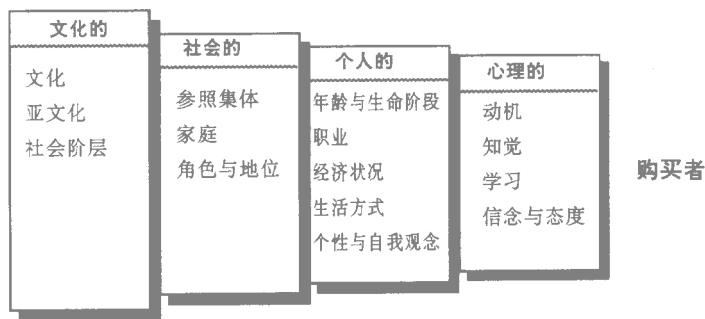 文化的
文化
亚文化
社会阶层
社会的
参照集体
家庭
角色与地位
个人的
年龄与生命阶段
职业
经济状况
生活方式
个性与自我观念
心理的
动机
知觉
学习
信念与态度
购买者